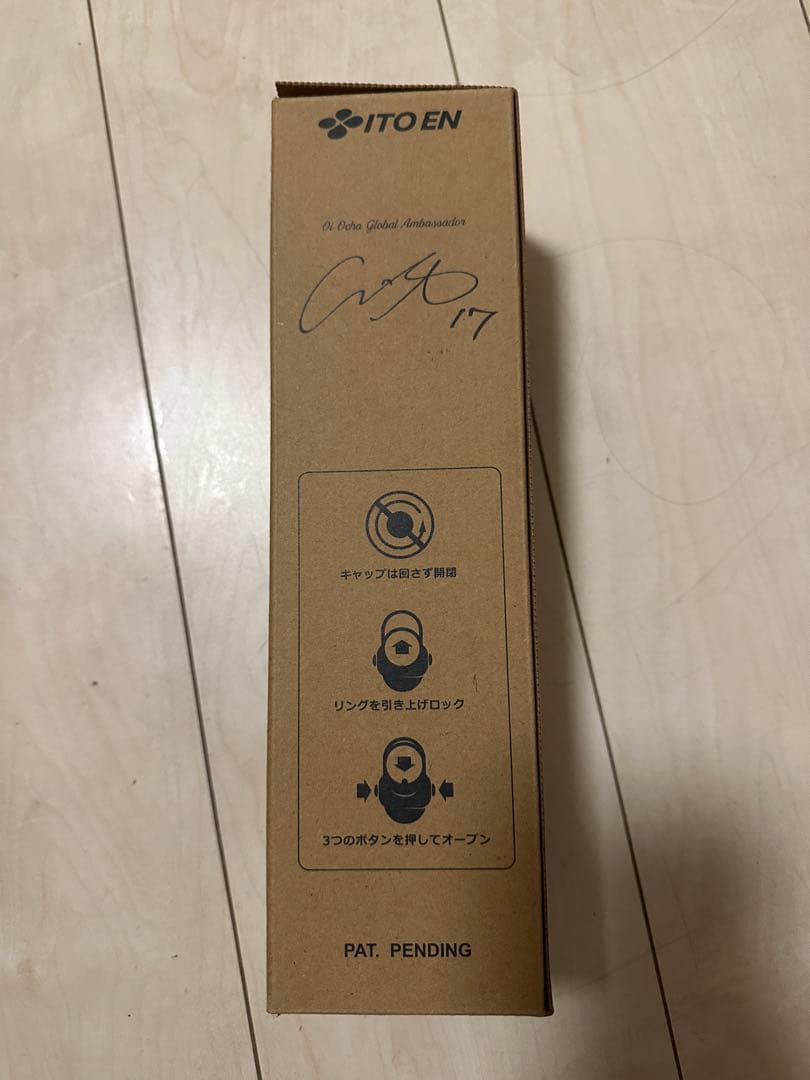 ITO EN
Oi Ocha Global Ambassador
17
キャップは回さず開閉
リングを引き上げロック
3つのボタンを押してオープン
PAT. PENDING